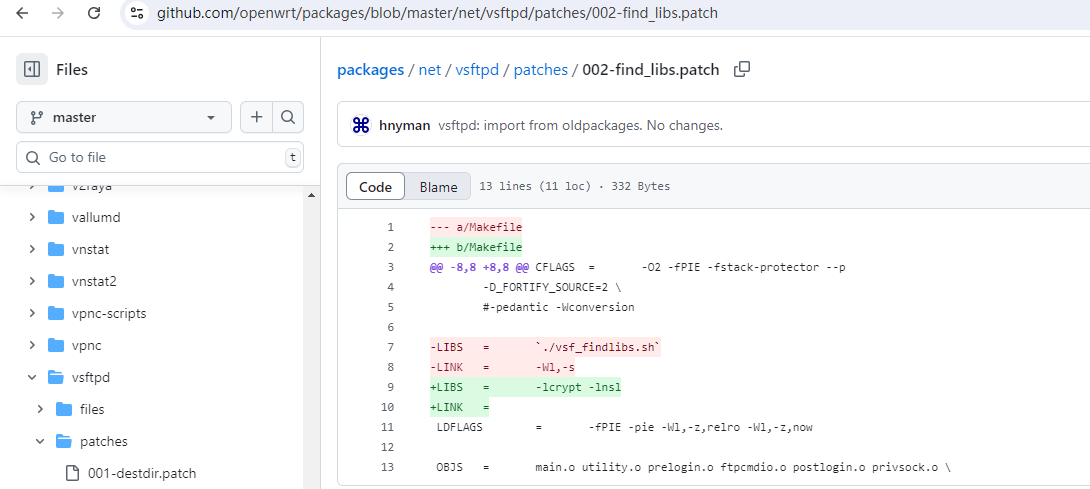 github.com/openwrt/packages/blob/master/net/vsftpd/patches/002-find_libs.patch
Files
master
Go to file
t
v2raya
vallumd
vnstat
vnstat2
vpnc-scripts
vpnc
vsftpd
files
patches
001-destdir.patch
packages / net / vsftpd / patches / 002-find_libs.patch
hnyman vsftpd: import from oldpackages. No changes.
Code Blame 13 lines (11 loc) · 332 Bytes
1 --- a/Makefile
2 +++ b/Makefile
3 @@ -8,8 +8,8 @@ CFLAGS = -O2 -fPIE -fstack-protector --p
4 -D_FORTIFY_SOURCE=2 \
5 #-pedantic -Wconversion
6
7 -LIBS = `./vsf_findlibs.sh`
8 -LINK = -Wl,-s
9 +LIBS = -lcrypt -lnsl
10 +LINK =
11 LDFLAGS = -fPIE -pie -Wl,-z,relro -Wl,-z,now
12
13 OBJS = main.o utility.o prelogin.o ftpcmdio.o postlogin.o privsock.o \